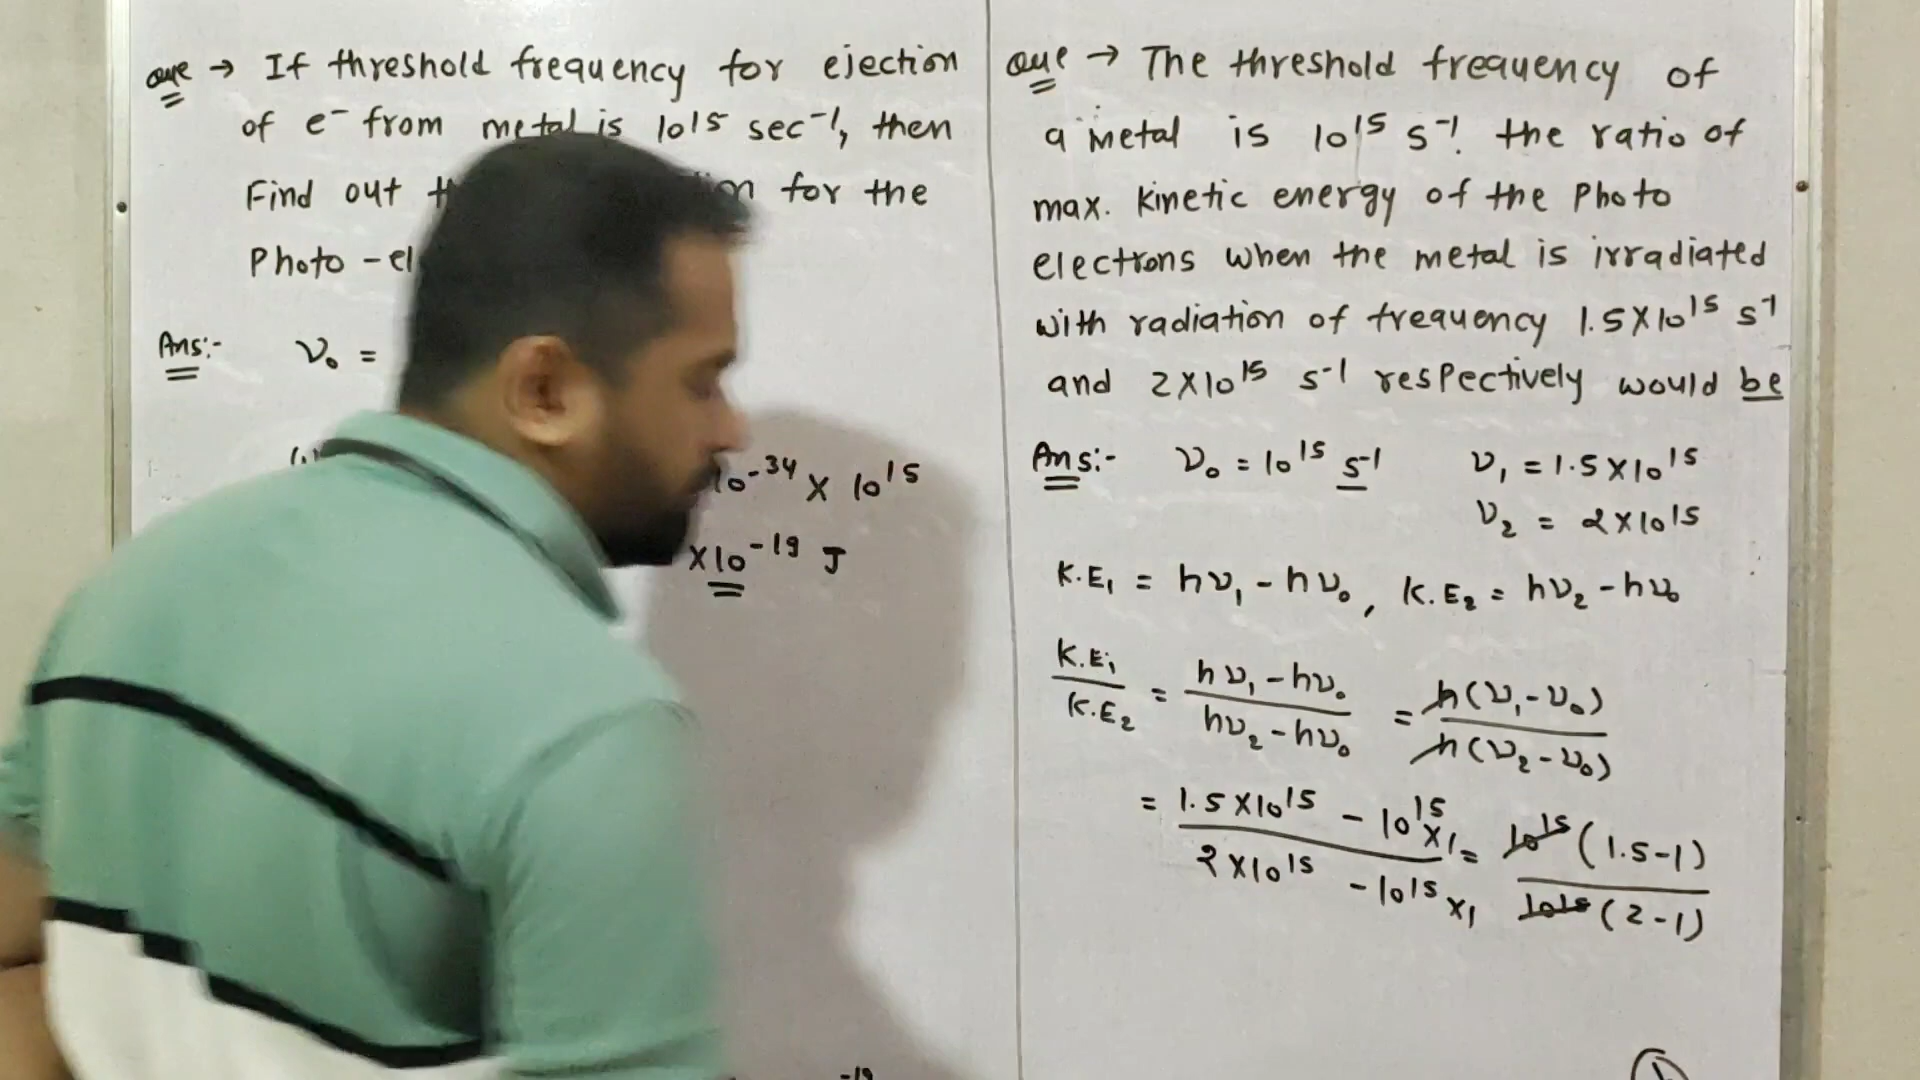 Que → If threshold frequency for ejection
of e⁻ from metal is 10¹⁵ sec⁻¹, then
Find out for the
Photo -
Ans:- ν₀ =
10⁻³⁴ × 10¹⁵
×10⁻¹⁹ J
Que → The threshold frequency of
a metal is 10¹⁵ s⁻¹. the ratio of
max. kinetic energy of the Photo
electrons when the metal is irradiated
with radiation of frequency 1.5×10¹⁵ s⁻¹
and 2×10¹⁵ s⁻¹ respectively would be
Ans:- ν₀ = 10¹⁵ s⁻¹ ν₁ = 1.5×10¹⁵
ν₂ = 2×10¹⁵
K.E₁ = hν₁ - hν₀, K.E₂ = hν₂ - hν₀
K.E₁/K.E₂ = hν₁ - hν₀/hν₂ - hν₀ = h(ν₁ - ν₀)/h(ν₂ - ν₀)
= 1.5×10¹⁵ - 10¹⁵×1/2×10¹⁵ - 10¹⁵×1 = 10¹⁵(1.5-1)/10¹⁵(2-1)
-19